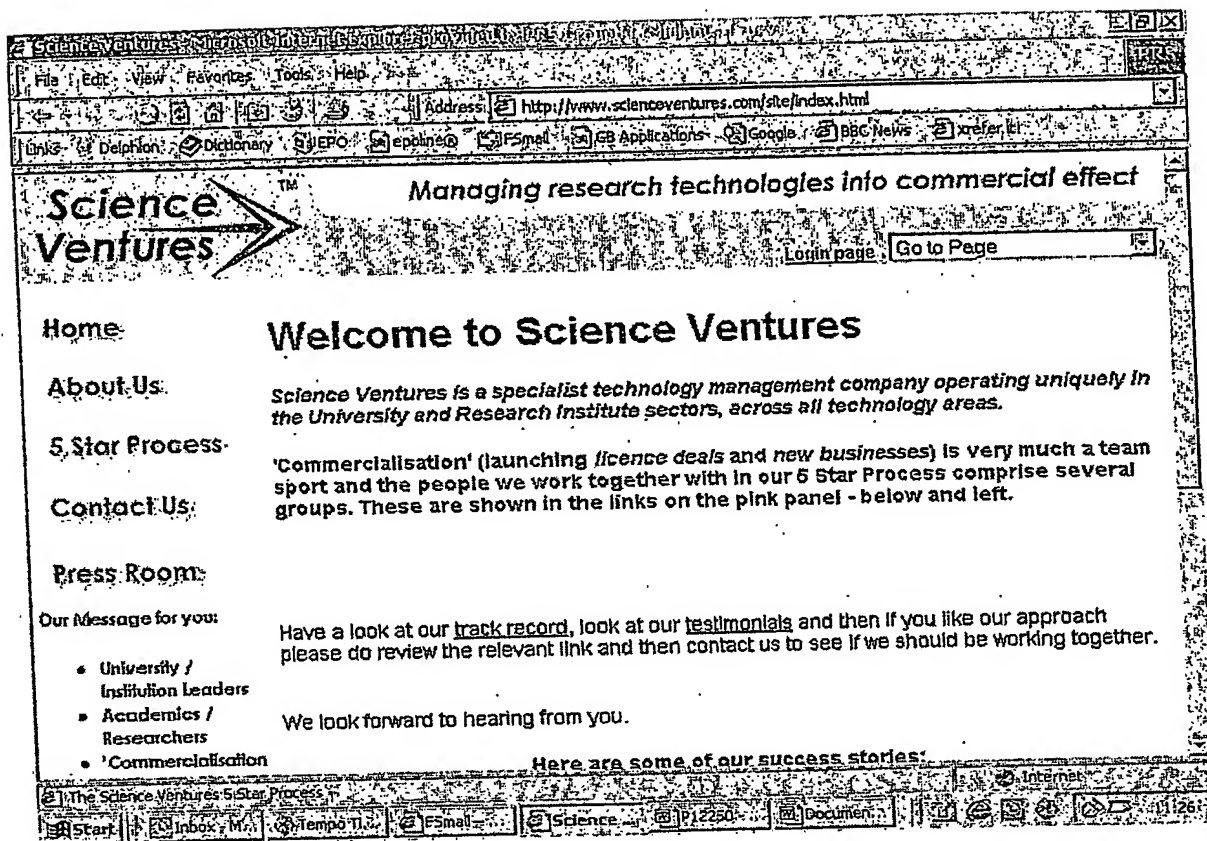 File Edit View Favorites Tools Help
Address http://www.scienceventures.com/site/index.html
Links Delphion Dictionary EPO epoline® FSmail GB Applications Google BBC News xrefer
Science Ventures™
Managing research technologies into commercial effect
Login page Go to Page
Home
About Us
5 Star Process
Contact Us
Press Room
Our Message for you:
• University / Institution Leaders
• Academics / Researchers
• 'Commercialisation
Welcome to Science Ventures
Science Ventures is a specialist technology management company operating uniquely in
the University and Research Institute sectors, across all technology areas.
'Commercialisation' (launching licence deals and new businesses) is very much a team
sport and the people we work together with in our 5 Star Process comprise several
groups. These are shown in the links on the pink panel - below and left.
Have a look at our track record, look at our testimonials and then if you like our approach
please do review the relevant link and then contact us to see if we should be working together.
We look forward to hearing from you.
Here are some of our success stories:
The Science Ventures 5 Star Process
Internet
Start Inbox - M... Tempo Ti... FSmail - ... Science ... P12250 - ... Documen... 11:26